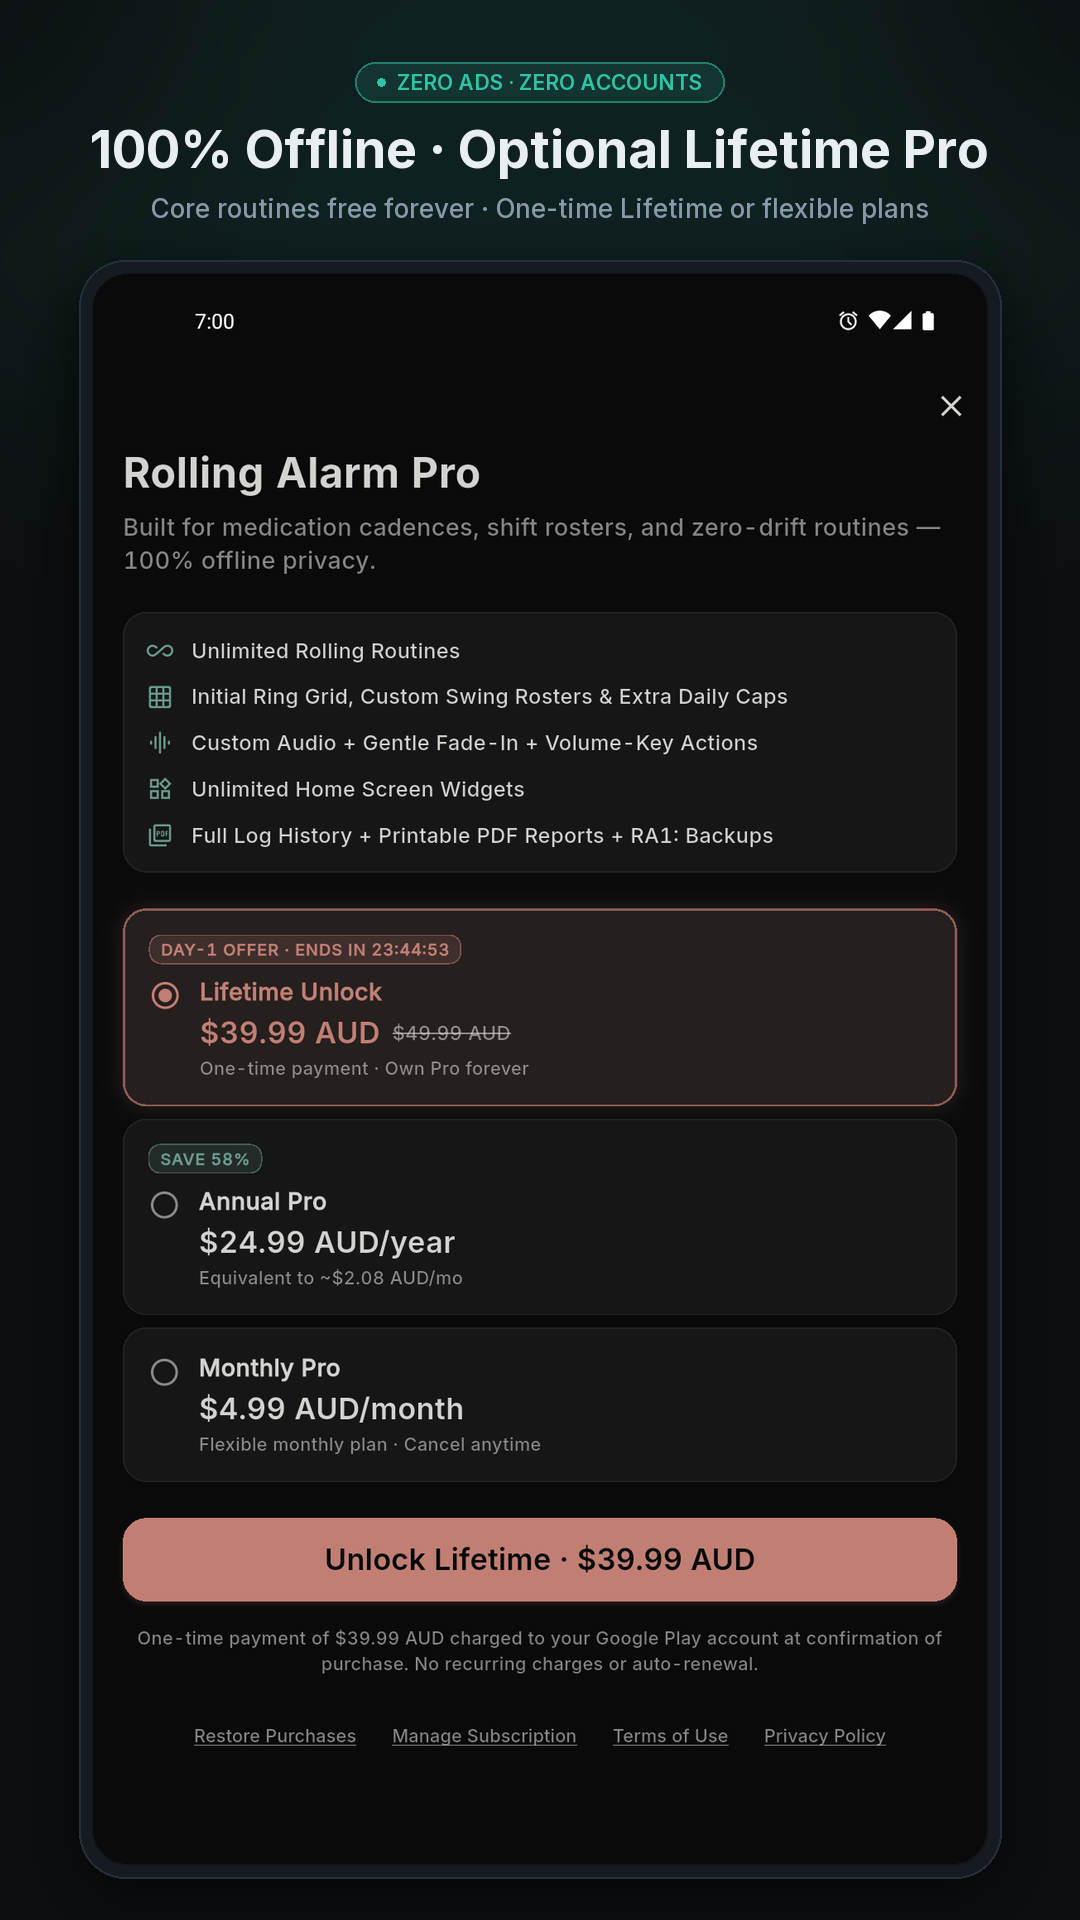 ZERO ADS · ZERO ACCOUNTS
100% Offline · Optional Lifetime Pro
Core routines free forever · One-time Lifetime or flexible plans
7:00
Rolling Alarm Pro
Built for medication cadences, shift rosters, and zero-drift routines —
100% offline privacy.
Unlimited Rolling Routines
Initial Ring Grid, Custom Swing Rosters & Extra Daily Caps
Custom Audio + Gentle Fade-In + Volume-Key Actions
Unlimited Home Screen Widgets
PDF
Full Log History + Printable PDF Reports + RA1: Backups
DAY-1 OFFER · ENDS IN 23:44:53
Lifetime Unlock
$39.99 AUD $49.99 AUD
One-time payment · Own Pro forever
SAVE 58%
Annual Pro
$24.99 AUD/year
Equivalent to ~$2.08 AUD/mo
Monthly Pro
$4.99 AUD/month
Flexible monthly plan · Cancel anytime
Unlock Lifetime · $39.99 AUD
One-time payment of $39.99 AUD charged to your Google Play account at confirmation of
purchase. No recurring charges or auto-renewal.
Restore Purchases Manage Subscription Terms of Use Privacy Policy